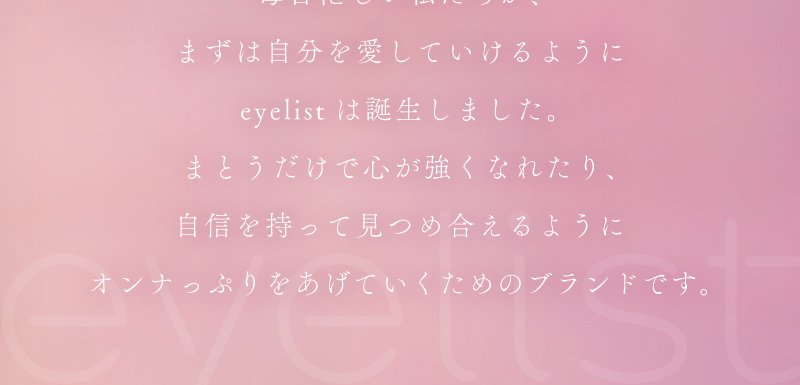 まずは自分を愛していけるように
eyelist は誕生しました。
まとうだけで心が強くなれたり、
自信を持って見つめ合えるように
オンナっぷりをあげていくためのブランドです。
eyelist